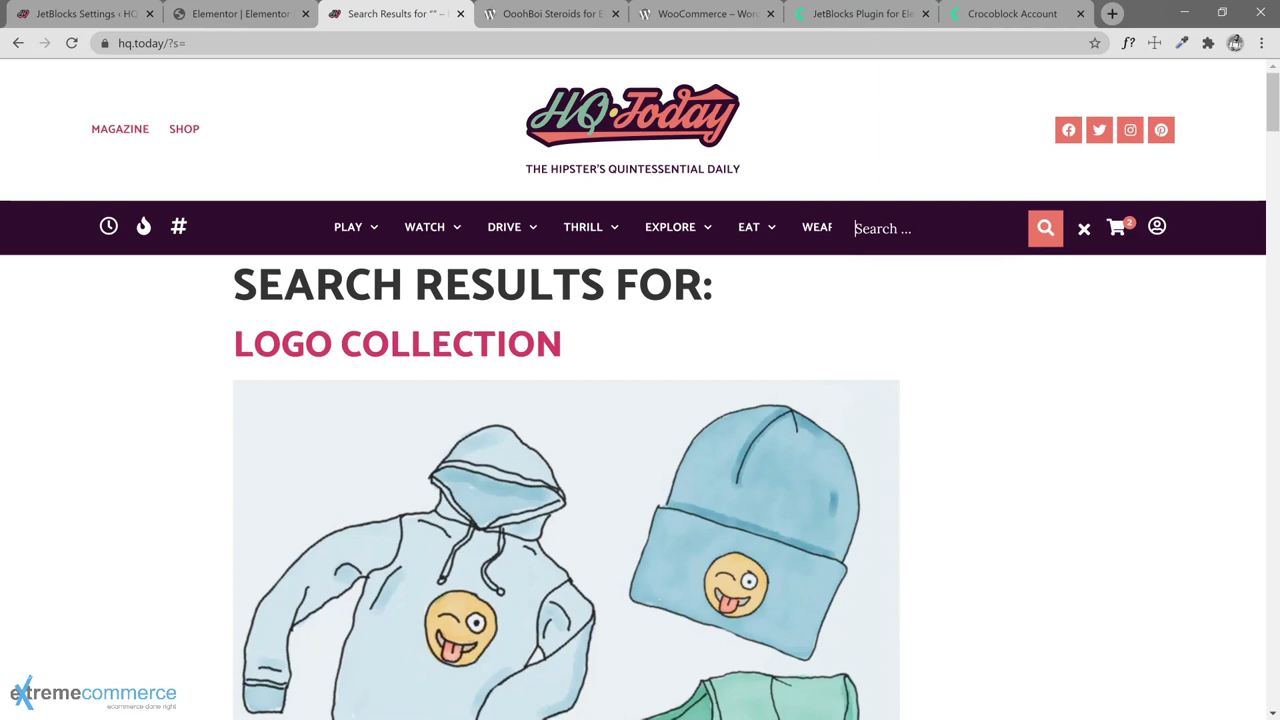 JetBlocks Settings ‹ HQ
Elementor | Elementor
Search Results for “” –
OoohBoi Steroids for E
WooCommerce – Wor
JetBlocks Plugin for Ele
Crocoblock Account
hq.today/?s=
f?
MAGAZINE
SHOP
HQ·Today
THE HIPSTER'S QUINTESSENTIAL DAILY
#
PLAY
WATCH
DRIVE
THRILL
EXPLORE
EAT
WEAR
Search ...
2
SEARCH RESULTS FOR:
LOGO COLLECTION
extremecommerce
ecommerce done right